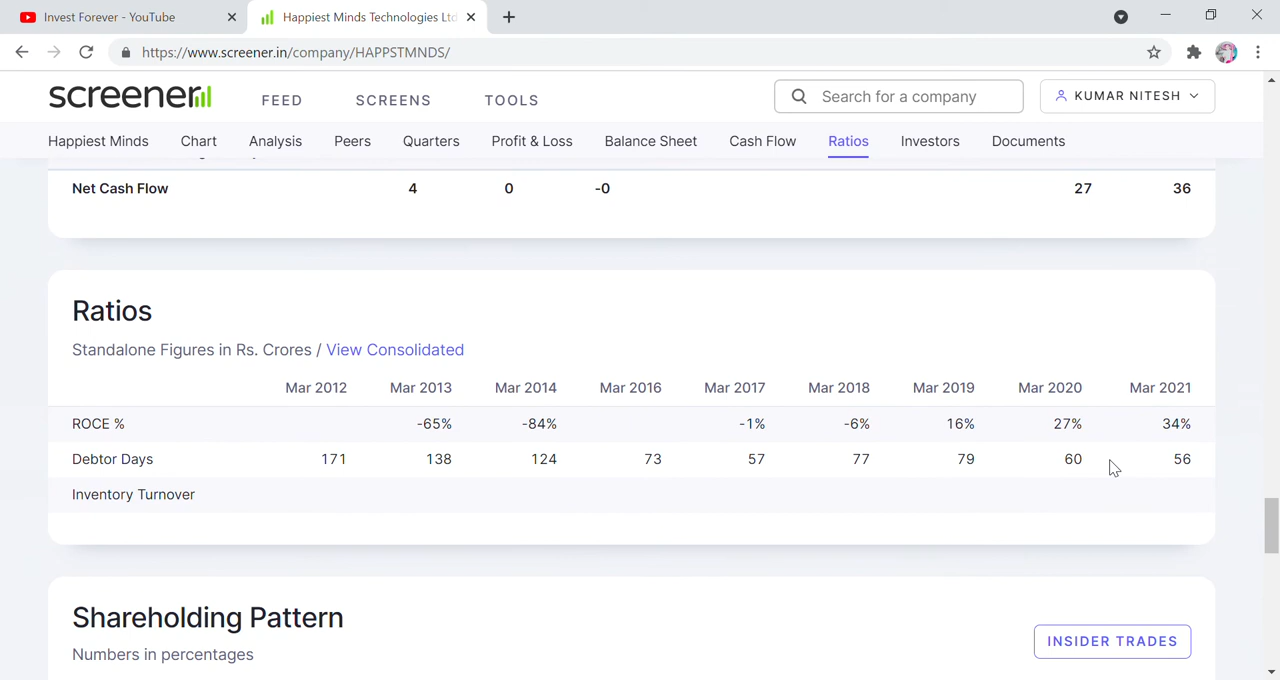 Invest Forever - YouTube
Happiest Minds Technologies Ltd
https://www.screener.in/company/HAPPSTMNDS/
screener
FEED SCREENS TOOLS
Search for a company
KUMAR NITESH
Happiest Minds Chart Analysis Peers Quarters Profit & Loss Balance Sheet Cash Flow Ratios Investors Documents
Net Cash Flow 4 0 -0 27 36
Ratios
Standalone Figures in Rs. Crores / View Consolidated
Mar 2012 Mar 2013 Mar 2014 Mar 2016 Mar 2017 Mar 2018 Mar 2019 Mar 2020 Mar 2021
ROCE % -65% -84% -1% -6% 16% 27% 34%
Debtor Days 171 138 124 73 57 77 79 60 56
Inventory Turnover
Shareholding Pattern
Numbers in percentages
INSIDER TRADES